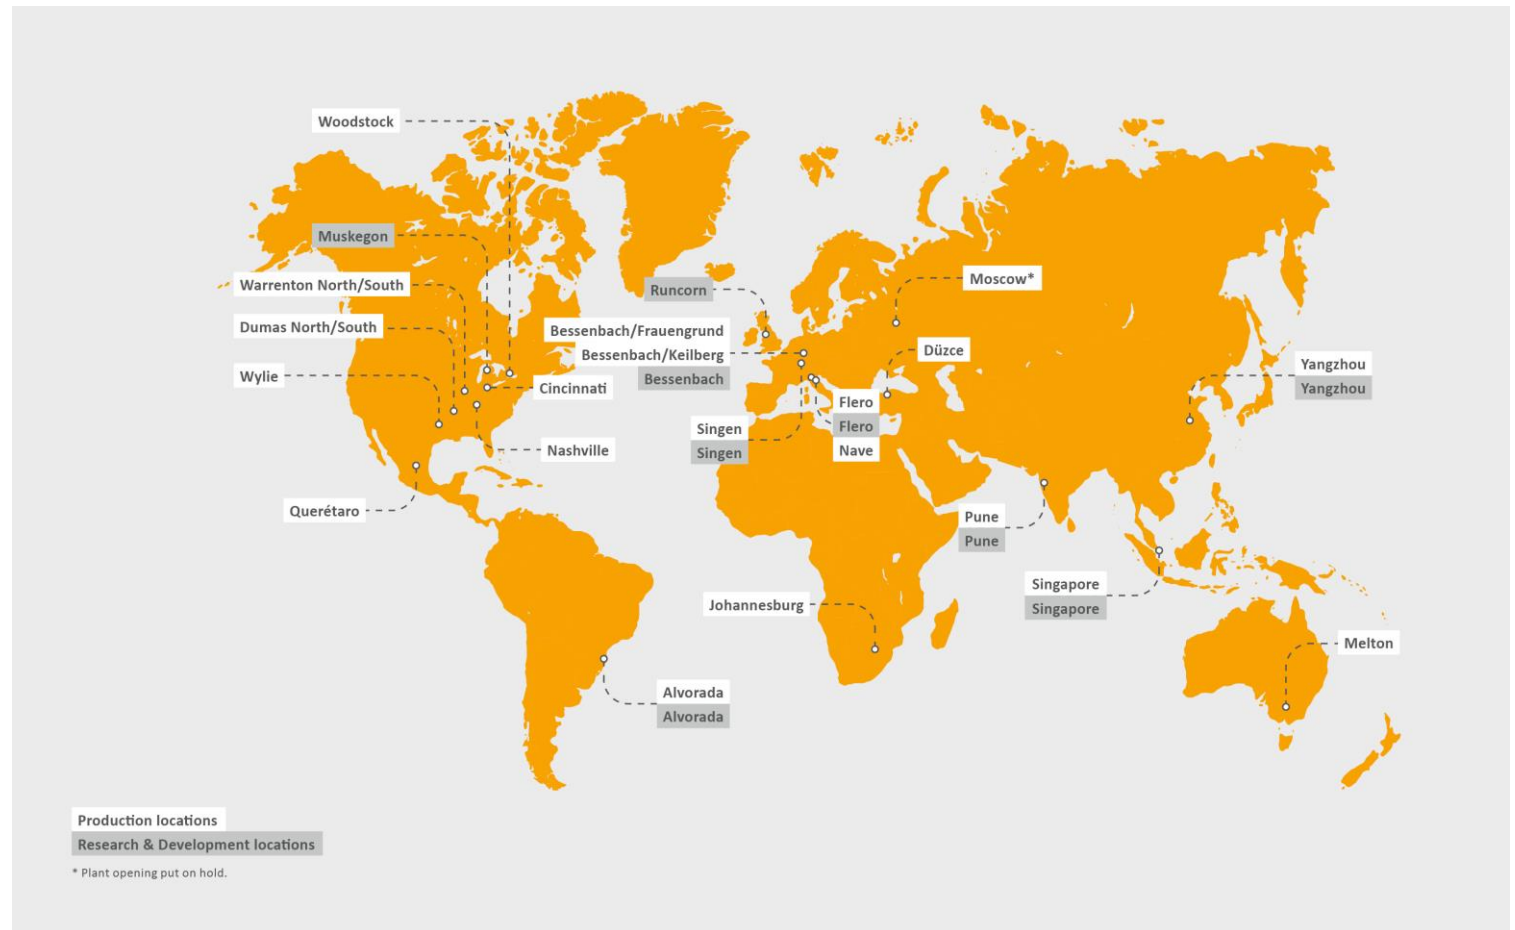 Woodstock
Muskegon
Warrenton North/South
Dumas North/South
Wylie
Cincinnati
Nashville
Querétaro
Runcorn
Bessenbach/Frauengrund
Bessenbach/Keilberg
Bessenbach
Moscow*
Düzce
Flero
Flero
Nave
Singen
Singen
Yangzhou
Yangzhou
Pune
Pune
Singapore
Singapore
Johannesburg
Melton
Alvorada
Alvorada
Production locations
Research & Development locations
* Plant opening put on hold.